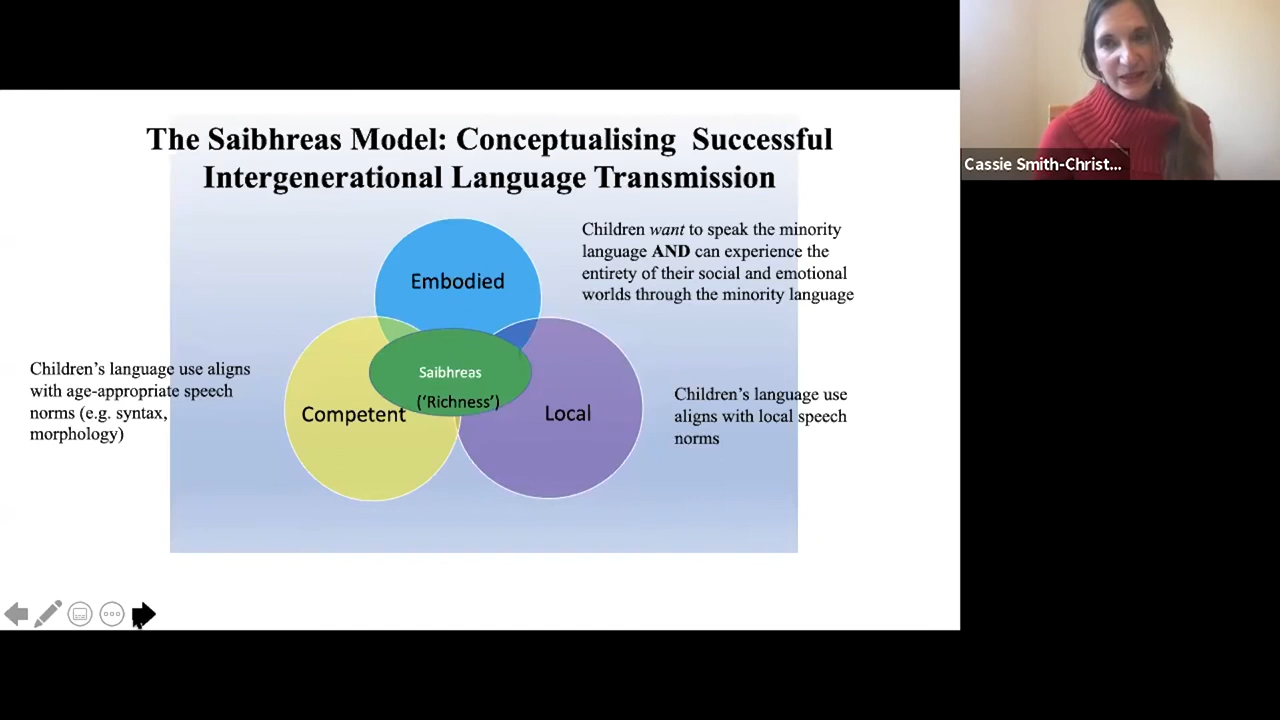 The Saibhreas Model: Conceptualising Successful
Intergenerational Language Transmission
Embodied
Children want to speak the minority
language AND can experience the
entirety of their social and emotional
worlds through the minority language
Children's language use aligns
with age-appropriate speech
norms (e.g. syntax,
morphology)
Saibhreas
('Richness')
Competent
Local
Children's language use
aligns with local speech
norms
Cassie Smith-Christ...